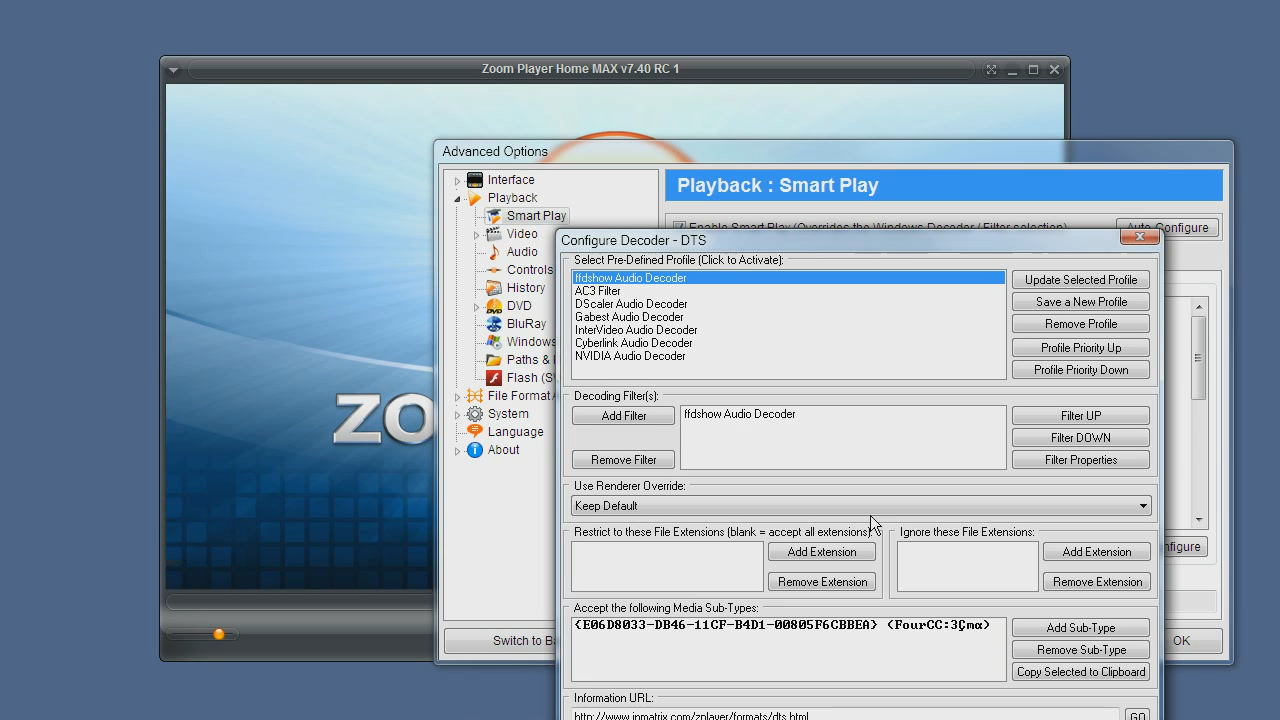 Zoom Player Home MAX v7.40 RC 1
Advanced Options
Interface
Playback
Smart Play
Video
Audio
Controls
History
DVD
BluRay
Windows
Paths &
Flash (S
File Format
System
Language
About
Switch to Ba
Playback : Smart Play
Enable Smart Play (Overrides the Windows Decoder / Filter selection)
Auto Configure
nfigure
OK
ZO
Configure Decoder - DTS
Select Pre-Defined Profile (Click to Activate):
ffdshow Audio Decoder
AC3 Filter
DScaler Audio Decoder
Gabest Audio Decoder
InterVideo Audio Decoder
Cyberlink Audio Decoder
NVIDIA Audio Decoder
Update Selected Profile
Save a New Profile
Remove Profile
Profile Priority Up
Profile Priority Down
Decoding Filter(s):
Add Filter
Remove Filter
ffdshow Audio Decoder
Filter UP
Filter DOWN
Filter Properties
Use Renderer Override:
Keep Default
Restrict to these File Extensions (blank = accept all extensions):
Add Extension
Remove Extension
Ignore these File Extensions:
Add Extension
Remove Extension
Accept the following Media Sub-Types:
{E06D8033-DB46-11CF-B4D1-00805F6CBBEA} (FourCC:3Çmα)
Add Sub-Type
Remove Sub-Type
Copy Selected to Clipboard
Information URL:
http://www.inmatrix.com/zplayer/formats/dts.html
GO